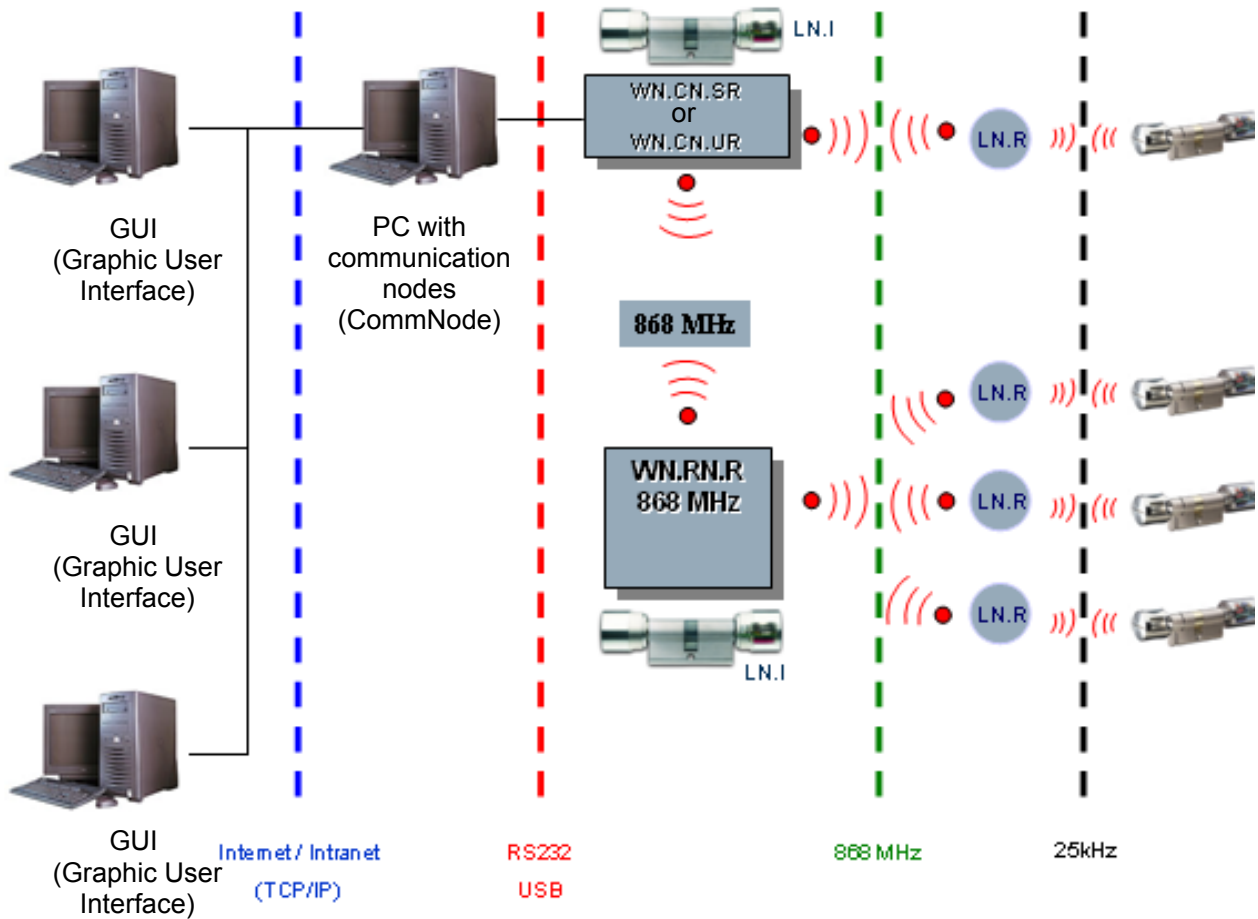 LN.I
WN.CN.SR
or
WN.CN.UR
LN.R
GUI
(Graphic User
Interface)
PC with
communication
nodes
(CommNode)
868 MHz
LN.R
WN.RN.R
868 MHz
LN.R
GUI
(Graphic User
Interface)
LN.R
LN.I
GUI
(Graphic User
Interface)
Internet / Intranet
(TCP/IP)
RS232
USB
868 MHz
25kHz